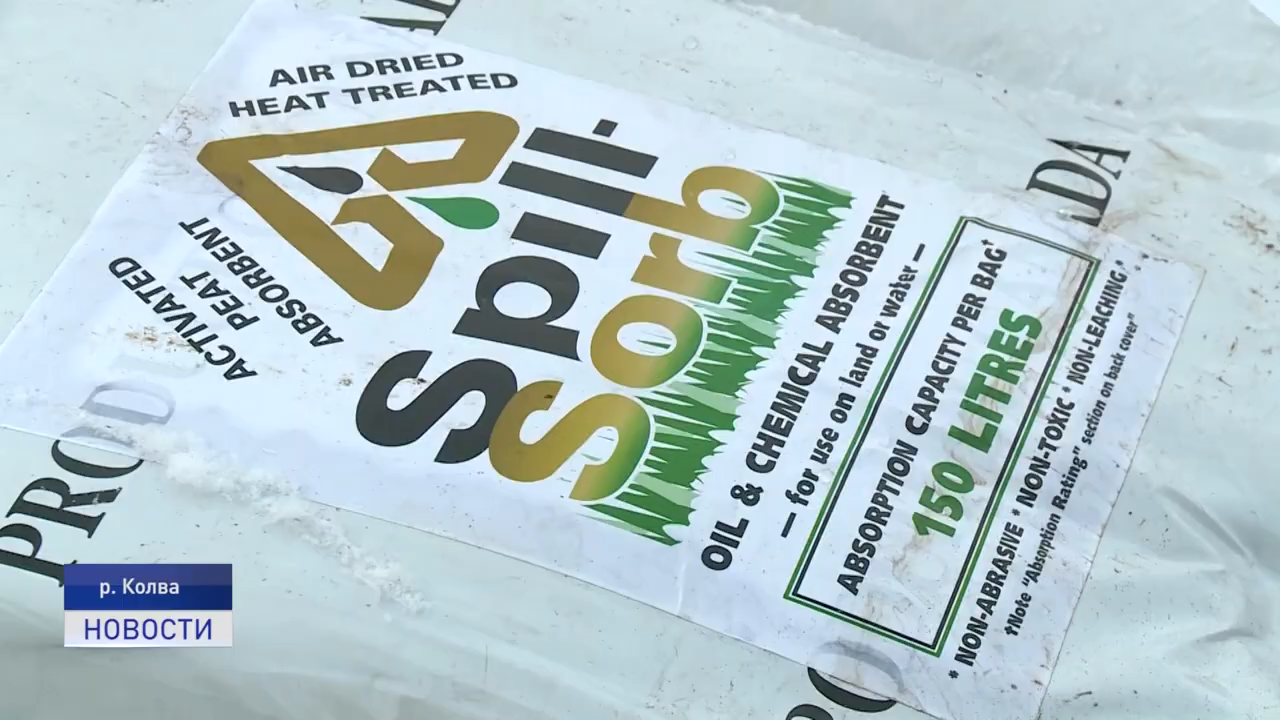 AIR DRIED
HEAT TREATED
ACTIVATED
PEAT
ABSORBENT
Spill-
Sorb
OIL & CHEMICAL ABSORBENT
— for use on land or water —
ABSORPTION CAPACITY PER BAG†
150 LITRES
* NON-ABRASIVE * NON-TOXIC * NON-LEACHING *
†Note "Absorption Rating" section on back cover"
PROD
DA
р. Колва
НОВОСТИ